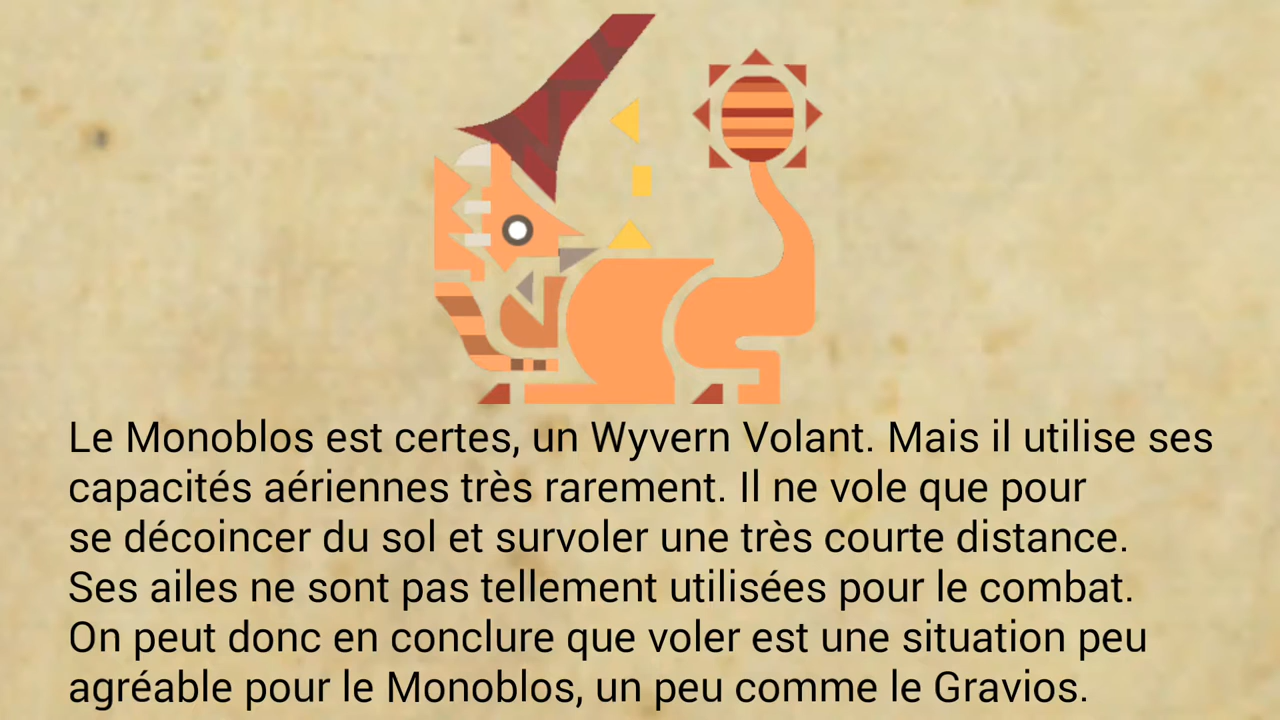 Le Monoblos est certes, un Wyvern Volant. Mais il utilise ses
capacités aériennes très rarement. Il ne vole que pour
se décoincer du sol et survoler une très courte distance.
Ses ailes ne sont pas tellement utilisées pour le combat.
On peut donc en conclure que voler est une situation peu
agréable pour le Monoblos, un peu comme le Gravios.